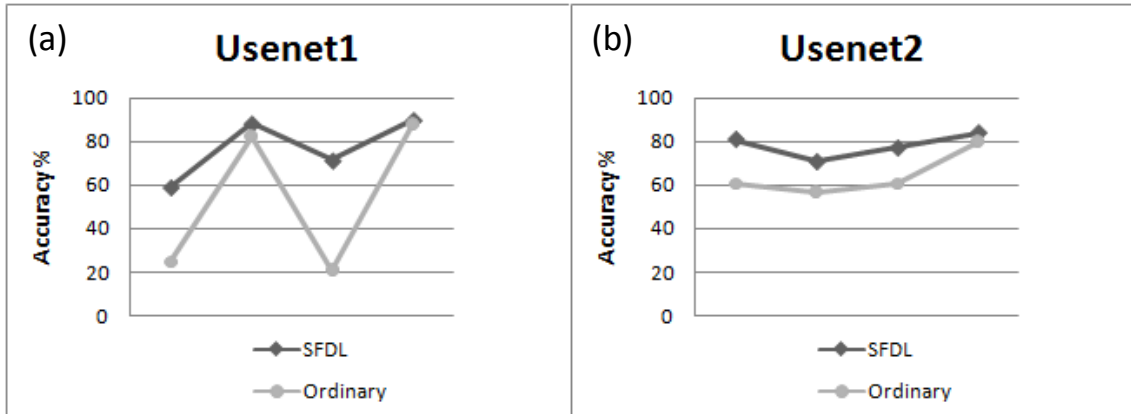 (a)
Usenet1
Accuracy %
100
80
60
40
20
0
SFDL
Ordinary
(b)
Usenet2
Accuracy %
100
80
60
40
20
0
SFDL
Ordinary